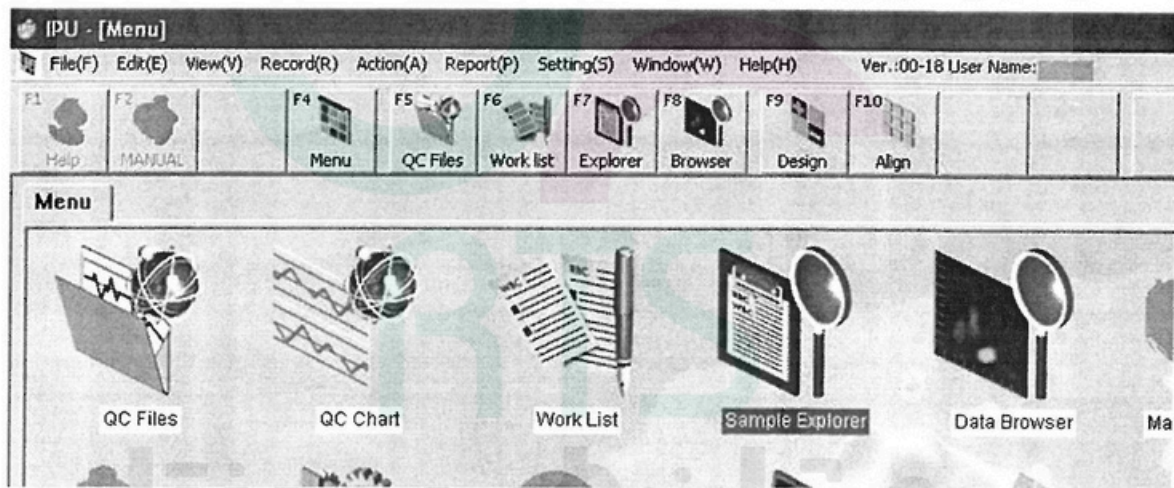 IPU - [Menu]
File(F) Edit(E) View(V) Record(R) Action(A) Report(P) Setting(S) Window(W) Help(H) Ver.:00-18 User Name:
F1 F2 F4 F5 F6 F7 F8 F9 F10
Help MANUAL Menu QC Files Work list Explorer Browser Design Align
Menu
QC Files QC Chart Work List Sample Explorer Data Browser Ma